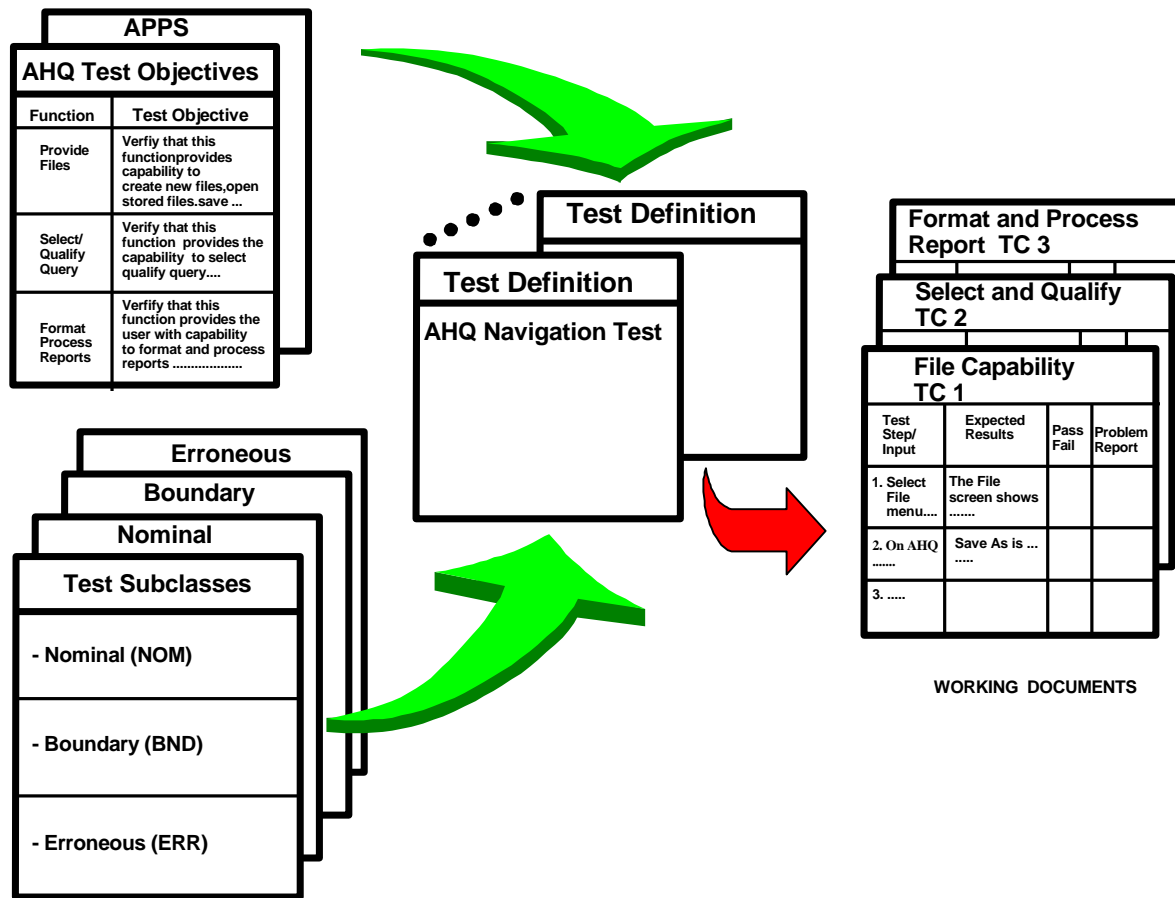 APPS
AHQ Test Objectives
Function
Test Objective
Provide
Files
Verfiy that this
functionprovides
capability to
create new files,open
stored files.save ...
Select/
Qualify
Query
Verify that this
function provides the
capability to select
qualify query....
Format
Process
Reports
Verfify that this
function provides the
user with capability
to format and process
reports ...................
Erroneous
Boundary
Nominal
Test Subclasses
- Nominal (NOM)
- Boundary (BND)
- Erroneous (ERR)
Test Definition
Test Definition
AHQ Navigation Test
Format and Process
Report TC 3
Select and Qualify
TC 2
File Capability
TC 1
Test
Step/
Input
Expected
Results
Pass
Fail
Problem
Report
1. Select
File
menu....
The File
screen shows
.......
2. On AHQ
.......
Save As is ...
.....
3. .....
WORKING DOCUMENTS